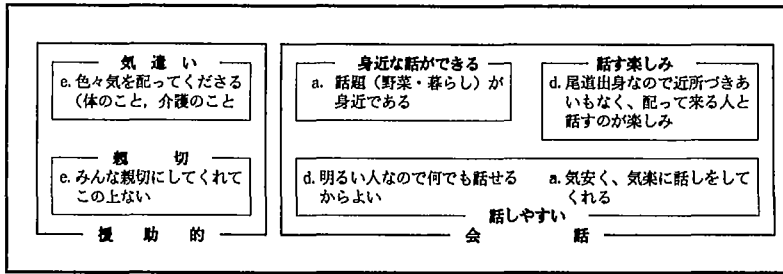 気 遣 い
e. 色々気を配ってくださる
(体のこと，介護のこと
親 切
e. みんな親切にしてくれて
この上ない
援 助 的
身近な話ができる
a. 話題（野菜・暮らし）が
身近である
話す楽しみ
d. 尾道出身なので近所づきあ
いもなく、配って来る人と
話すのが楽しみ
d. 明るい人なので何でも話せる
からよい
a. 気安く、気楽に話しをして
くれる
話しやすい
会 話